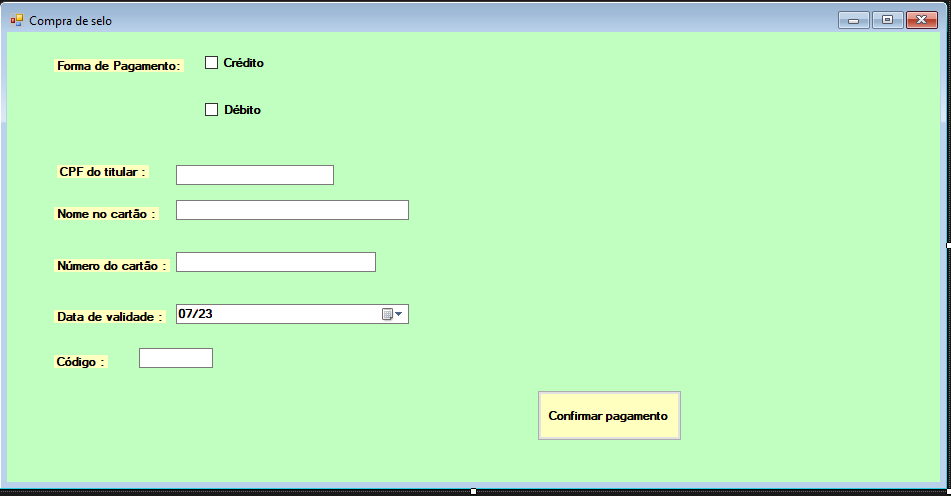 Compra de selo
Forma de Pagamento: Crédito
Débito
CPF do titular :
Nome no cartão :
Número do cartão :
Data de validade : 07/23
Código :
Confirmar pagamento